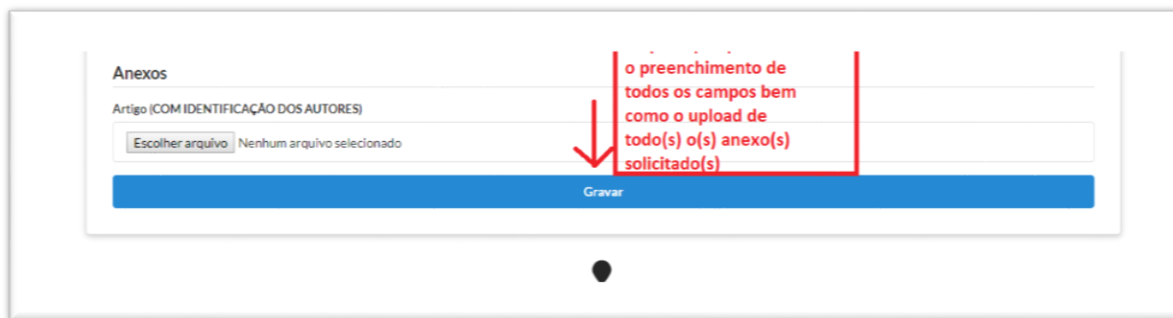 o preenchimento de
todos os campos bem
como o upload de
todo(s) o(s) anexo(s)
solicitado(s)
Anexos
Artigo (COM IDENTIFICAÇÃO DOS AUTORES)
Escolher arquivo Nenhum arquivo selecionado
Gravar